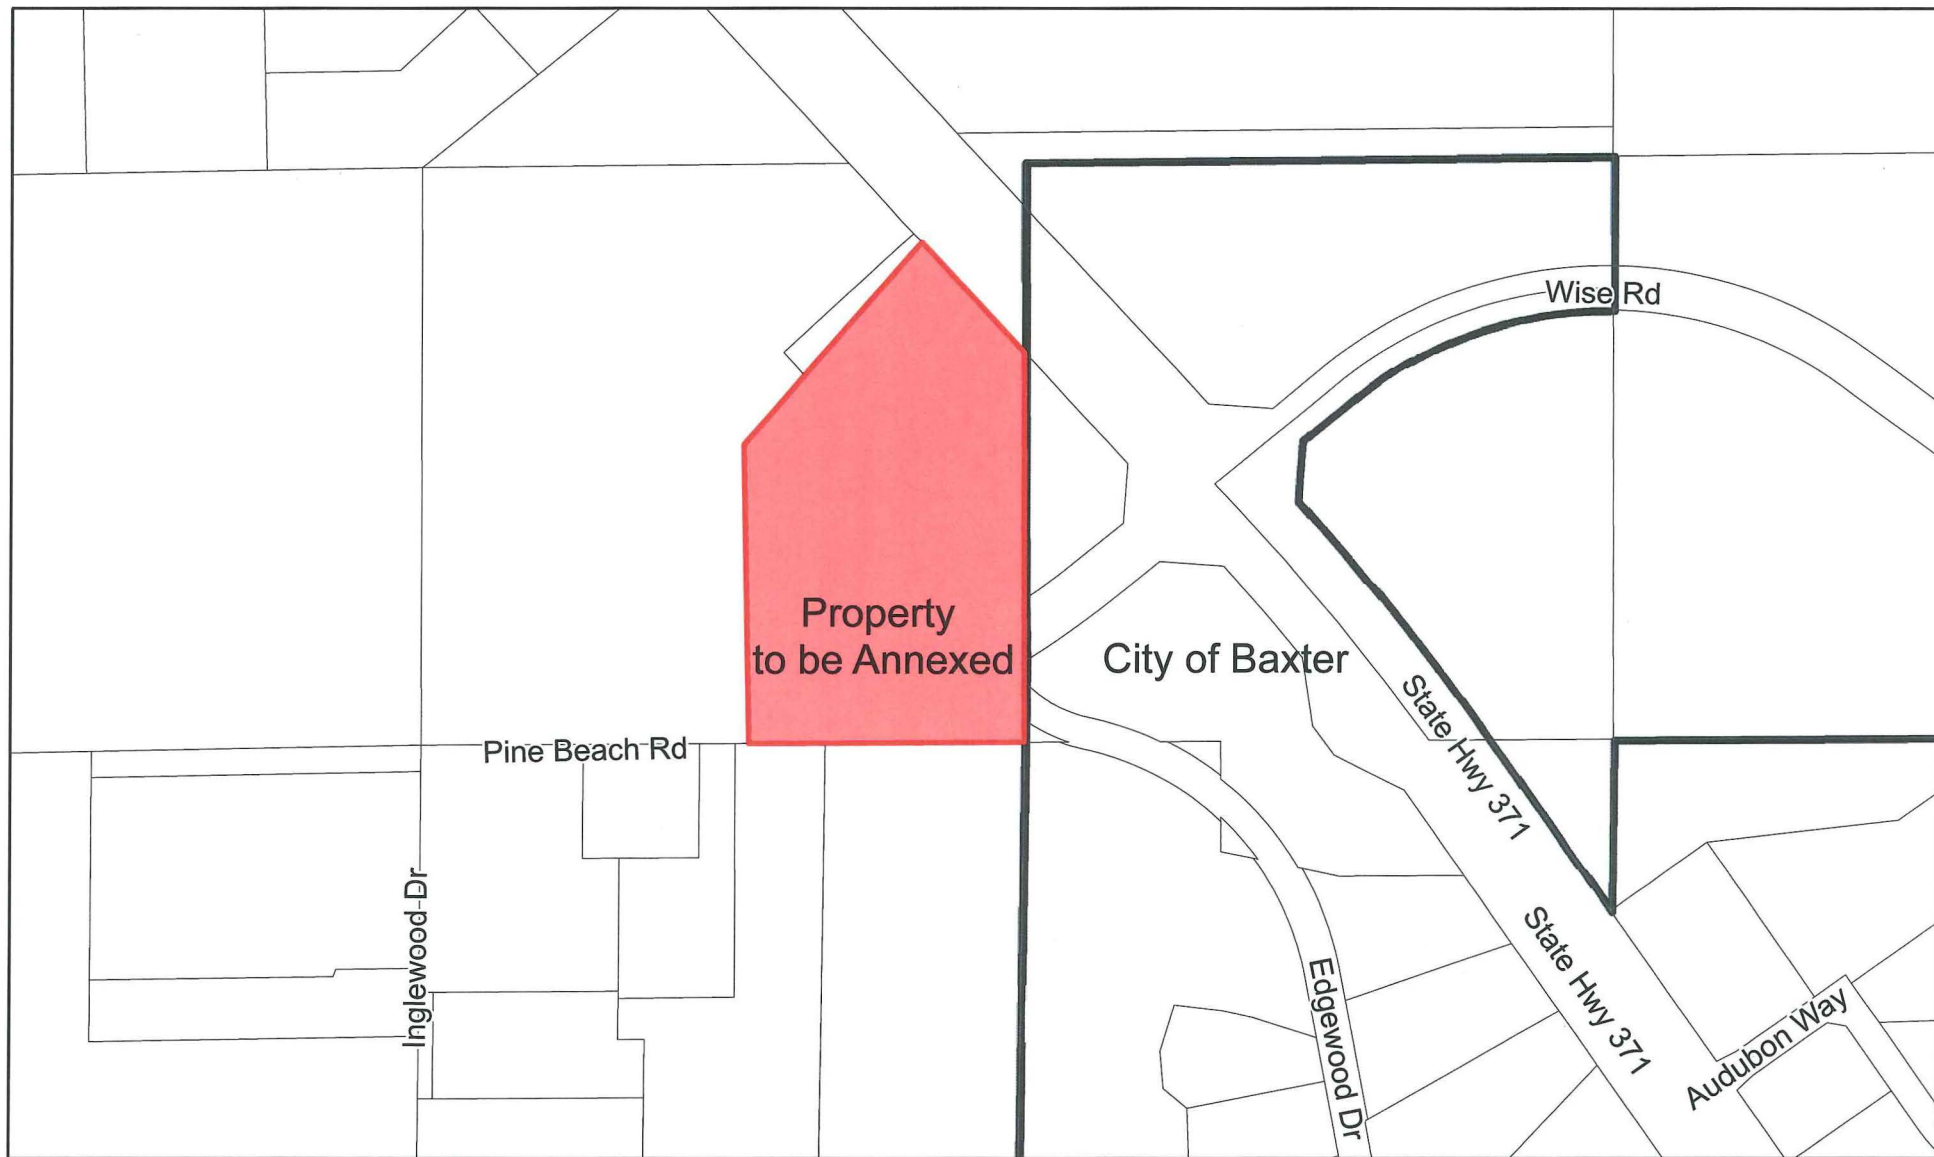 Wise Rd
Property
to be Annexed
City of Baxter
State Hwy 371
Pine Beach Rd
Inglewood Dr
State Hwy 371
Edgewood Dr
Audubon Way